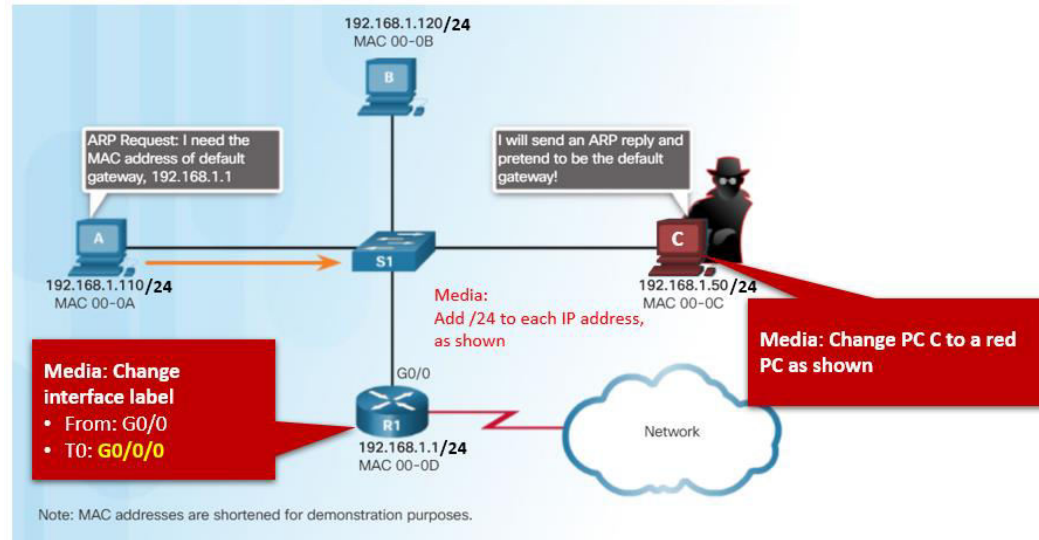 192.168.1.120/24
MAC 00-0B
B
ARP Request: I need the
MAC address of default
gateway, 192.168.1.1
I will send an ARP reply and
pretend to be the default
gateway!
A
S1
C
192.168.1.110/24
MAC 00-0A
192.168.1.50/24
MAC 00-0C
Media:
Add /24 to each IP address,
as shown
Media: Change PC C to a red
PC as shown
Media: Change
interface label
• From: G0/0
• T0: G0/0/0
G0/0
R1
192.168.1.1/24
MAC 00-0D
Network
Note: MAC addresses are shortened for demonstration purposes.